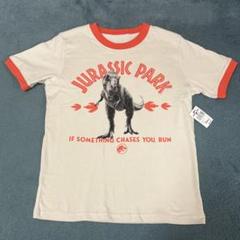 JURASSIC PARK
IF SOMETHING CHASES YOU, RUN